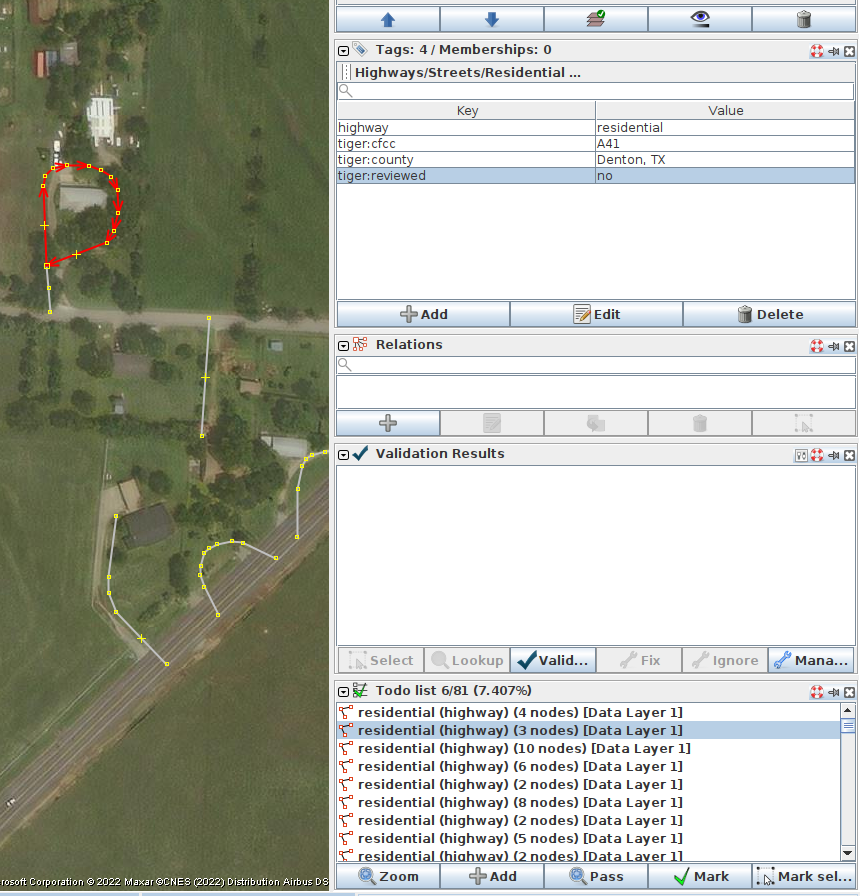 Tags: 4 / Memberships: 0
Highways/Streets/Residential ...
Key Value
highway residential
tiger:cfcc A41
tiger:county Denton, TX
tiger:reviewed no
Add Edit Delete
Relations
Validation Results
Select Lookup Valid... Fix Ignore Mana...
Todo list 6/81 (7.407%)
residential (highway) (4 nodes) [Data Layer 1]
residential (highway) (3 nodes) [Data Layer 1]
residential (highway) (10 nodes) [Data Layer 1]
residential (highway) (6 nodes) [Data Layer 1]
residential (highway) (2 nodes) [Data Layer 1]
residential (highway) (8 nodes) [Data Layer 1]
residential (highway) (2 nodes) [Data Layer 1]
residential (highway) (5 nodes) [Data Layer 1]
residential (highway) (2 nodes) [Data Layer 1]
Zoom Add Pass Mark Mark sel...
rosoft Corporation © 2022 Maxar ©CNES (2022) Distribution Airbus DS